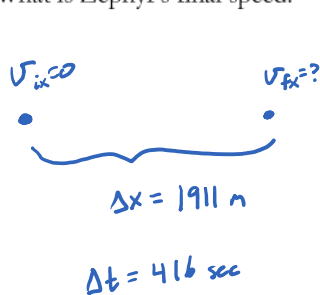 What is Zephyr's final speed?
v_ix=0
v_fx=?
Δx = 1911 m
Δt = 416 sec